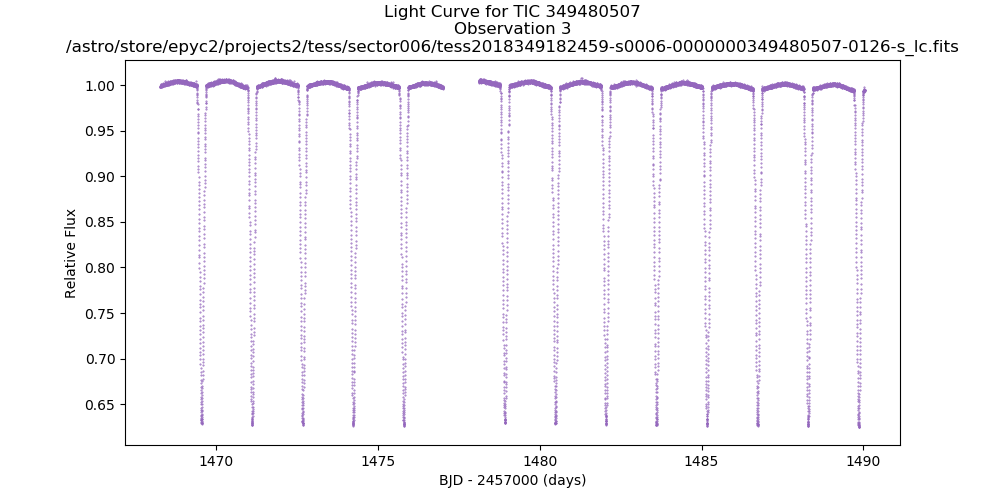 Light Curve for TIC 349480507
Observation 3
/astro/store/epyc2/projects2/tess/sector006/tess2018349182459-s0006-0000000349480507-0126-s_lc.fits
1.00
0.95
0.90
0.85
0.80
0.75
0.70
0.65
Relative Flux
1470
1475
1480
1485
1490
BJD - 2457000 (days)